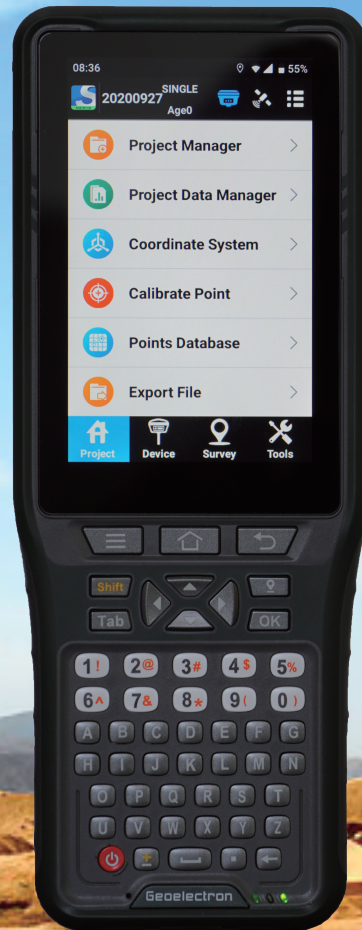 08:36 55%
20200927 SINGLE
Age0
Project Manager
Project Data Manager
Coordinate System
Calibrate Point
Points Database
Export File
Project Device Survey Tools
Shift
Tab OK
1! 2@ 3# 4$ 5%
6^ 7& 8* 9( 0)
A B C D E F G
H I J K L M N
O P Q R S T
U V W X Y Z
Geoelectron